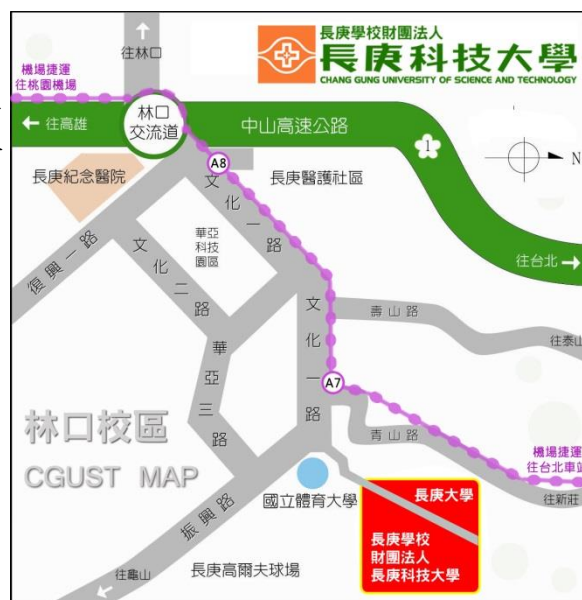 長庚學校財團法人
長庚科技大學
CHANG GUNG UNIVERSITY OF SCIENCE AND TECHNOLOGY
往林口
機場捷運
往桃園機場
← 往高雄
林口
交流道
中山高速公路
1
N
A8
長庚紀念醫院
長庚醫護社區
文化一路
華亞
科技
園區
復興一路
文化二路
往台北→
文化一路
壽山路
往泰山
華亞三路
A7
林口校區
CGUST MAP
青山路
機場捷運
往台北車站
往新莊
國立體育大學
長庚大學
振興路
長庚學校
財團法人
長庚科技大學
往龜山
長庚高爾夫球場